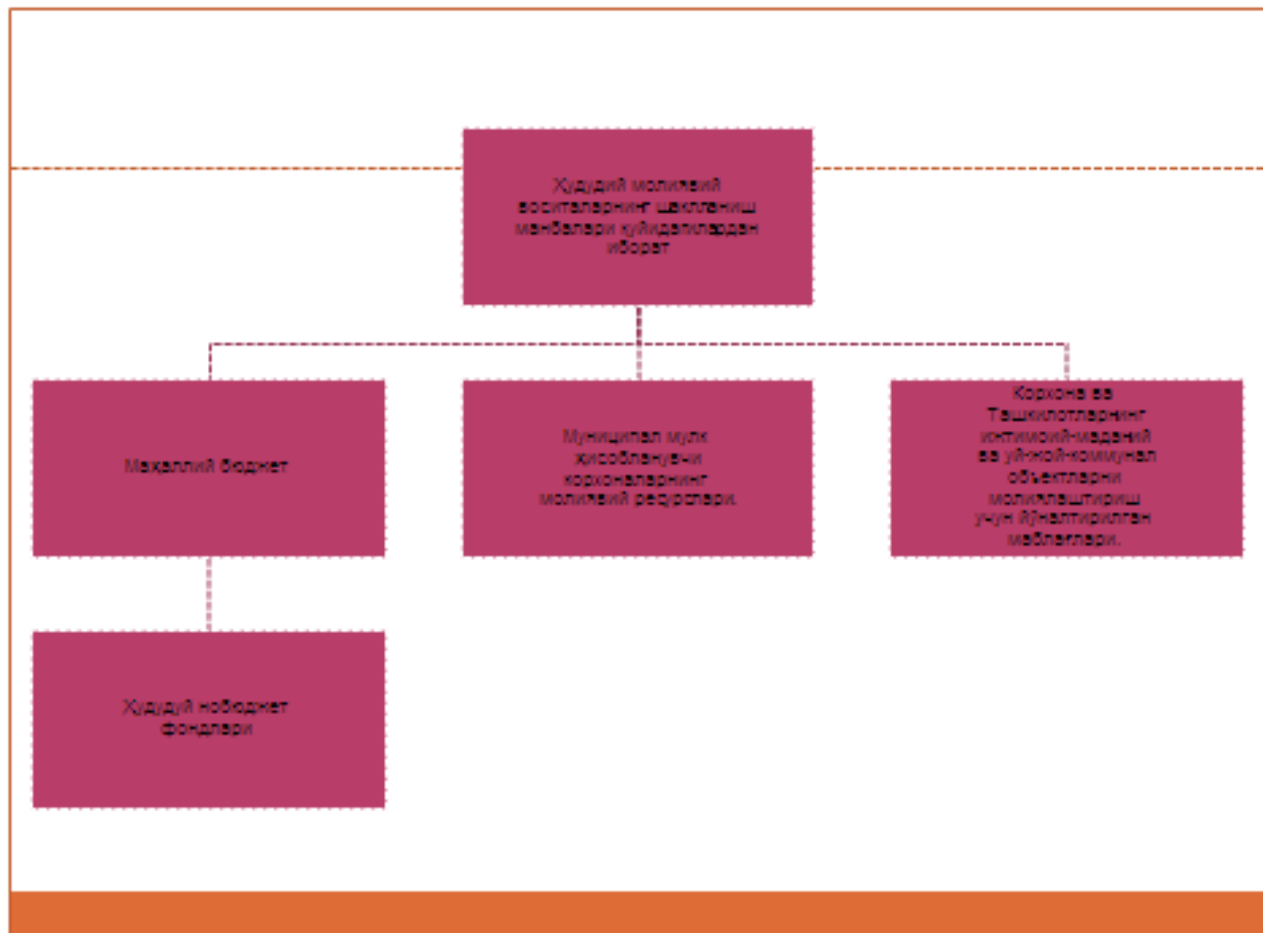 Ҳудудий молиявий
воситаларнинг шаклланиш
манбалари қуйидагилардан
иборат
Маҳаллий бюджет
Муниципал мулк
ҳисобланувчи
корхоналарнинг
молиявий ресурслари.
Корхона ва
Ташкилотларнинг
ижтимоий-маданий
ва уй-жой-коммунал
объектларни
молиялаштириш
учун йўналтирилган
маблағлари.
Ҳудудуй нобюджет
фондлари